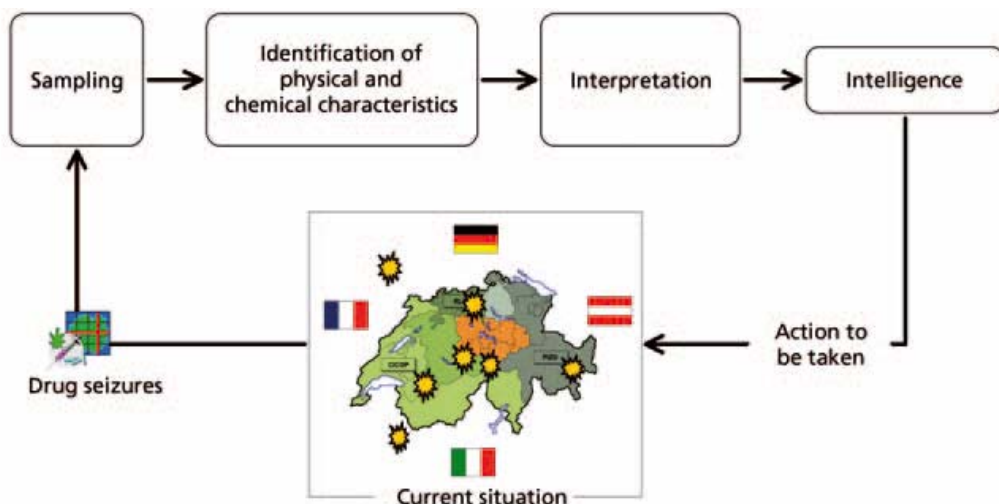 Sampling
Identification of
physical and
chemical characteristics
Interpretation
Intelligence
Action to
be taken
Drug seizures
Current situation